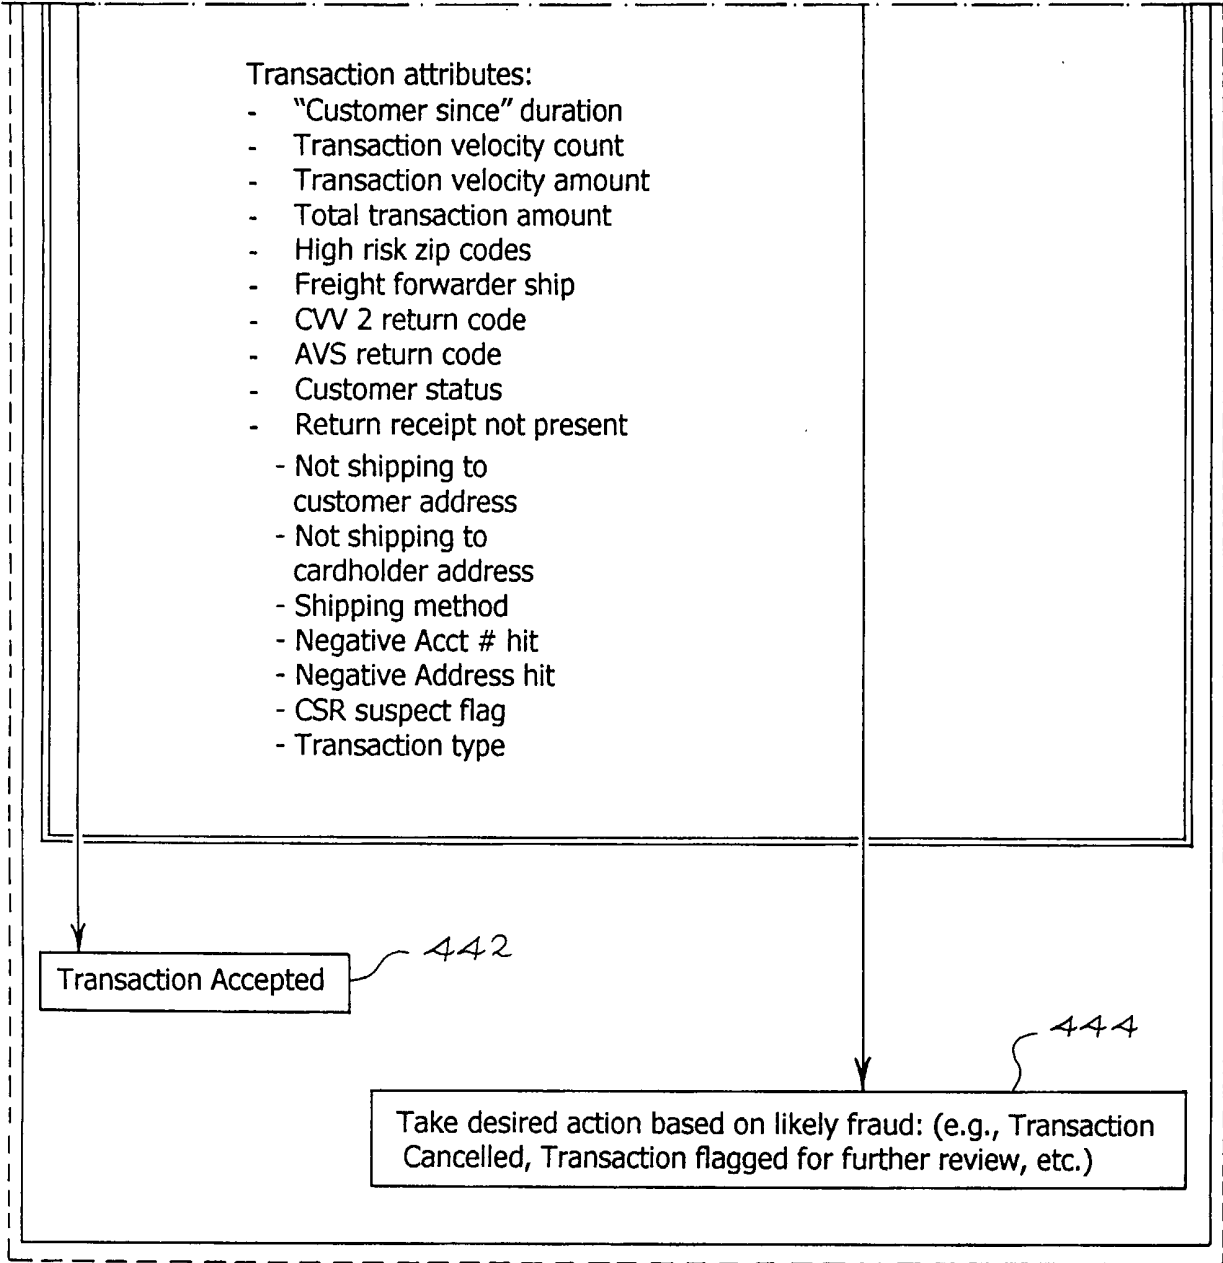 Transaction attributes:
- "Customer since" duration
- Transaction velocity count
- Transaction velocity amount
- Total transaction amount
- High risk zip codes
- Freight forwarder ship
- CVV 2 return code
- AVS return code
- Customer status
- Return receipt not present
- Not shipping to
customer address
- Not shipping to
cardholder address
- Shipping method
- Negative Acct # hit
- Negative Address hit
- CSR suspect flag
- Transaction type
442
Transaction Accepted
444
Take desired action based on likely fraud: (e.g., Transaction
Cancelled, Transaction flagged for further review, etc.)